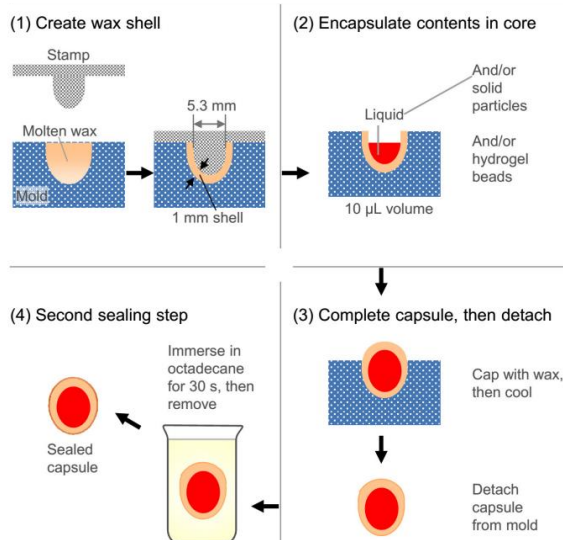 (1) Create wax shell
Stamp
Molten wax
Mold
5.3 mm
1 mm shell
(2) Encapsulate contents in core
Liquid
And/or
solid
particles
And/or
hydrogel
beads
10 µL volume
(3) Complete capsule, then detach
Cap with wax,
then cool
Detach
capsule
from mold
(4) Second sealing step
Immerse in
octadecane
for 30 s, then
remove
Sealed
capsule